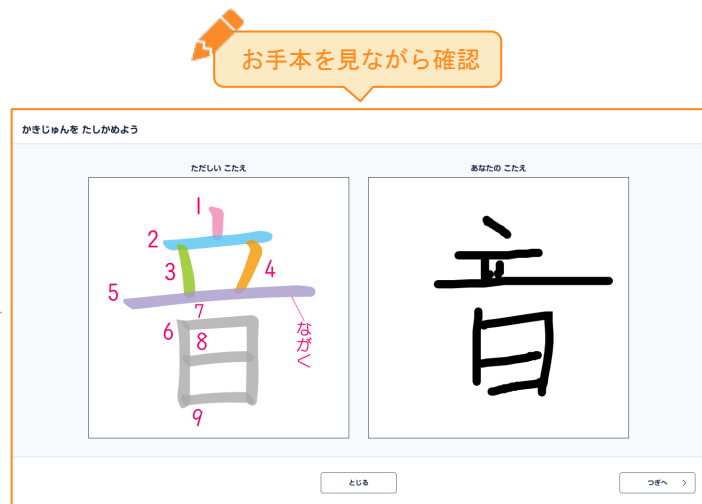 お手本を見ながら確認
かきじゅんを たしかめよう
ただしい こたえ
あなたの こたえ
1
2
3
4
5
6
7
8
9
ながく
音
音
とじる
つぎへ >